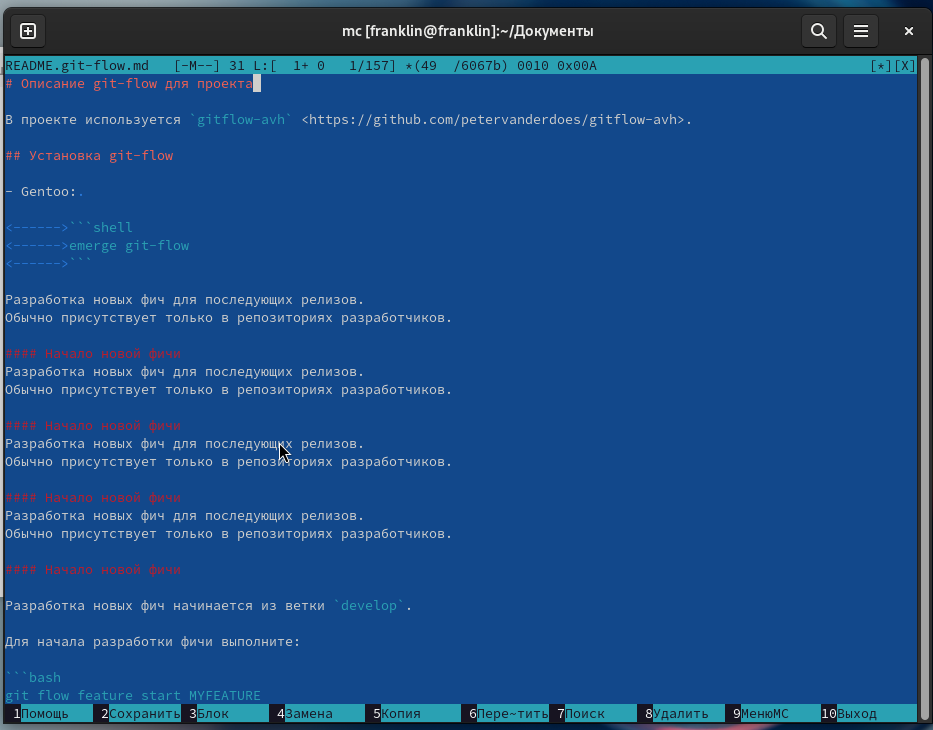 mc [franklin@franklin]:~/Документы
README.git-flow.md   [-M--] 31 L:[  1+ 0   1/157] *(49  /6067b) 0010 0x00A [*][X]
# Описание git-flow для проекта
В проекте используется `gitflow-avh` <https://github.com/petervanderdoes/gitflow-avh>.
## Установка git-flow
- Gentoo:.
<------>```shell
<------>emerge git-flow
<------>```
Разработка новых фич для последующих релизов.
Обычно присутствует только в репозиториях разработчиков.
#### Начало новой фичи
Разработка новых фич для последующих релизов.
Обычно присутствует только в репозиториях разработчиков.
#### Начало новой фичи
Разработка новых фич для последующих релизов.
Обычно присутствует только в репозиториях разработчиков.
#### Начало новой фичи
Разработка новых фич для последующих релизов.
Обычно присутствует только в репозиториях разработчиков.
#### Начало новой фичи
Разработка новых фич начинается из ветки `develop`.
Для начала разработки фичи выполните:
```bash
git flow feature start MYFEATURE
1Помощь 2Сохранить 3Блок 4Замена 5Копия 6Пере~тить 7Поиск 8Удалить 9МенюMC 10Выход